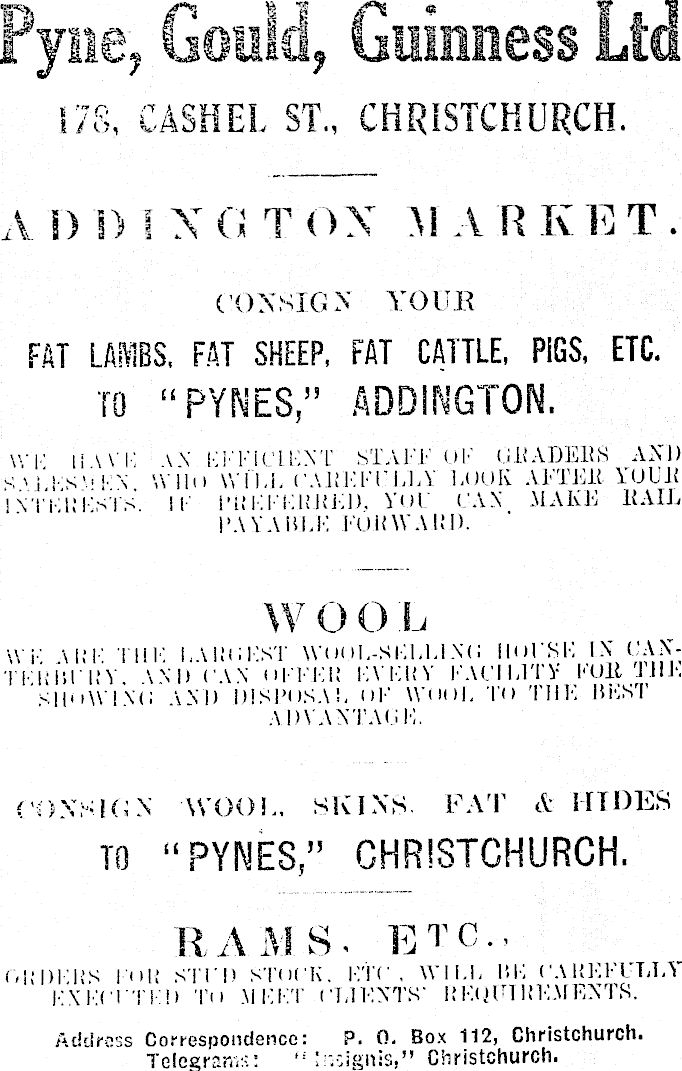 Pyne, Gould, Guinness Ltd
178, CASHEL ST., CHRISTCHURCH.
ADDINGTON MARKET.
CONSIGN YOUR
FAT LAMBS, FAT SHEEP, FAT CATTLE, PIGS, ETC.
TO "PYNES," ADDINGTON.
WE HAVE AN EFFICIENT STAFF OF GRADERS AND
SALESMEN, WHO WILL CAREFULLY LOOK AFTER YOUR
INTERESTS. IF PREFERRED, YOU CAN MAKE RAIL
PAYABLE FORWARD.
WOOL
WE ARE THE LARGEST WOOL-SELLING HOUSE IN CAN-
TERBURY, AND CAN OFFER EVERY FACILITY FOR THE
SHOWING AND DISPOSAL OF WOOL TO THE BEST
ADVANTAGE.
CONSIGN WOOL, SKINS, FAT & HIDES
TO "PYNES," CHRISTCHURCH.
RAMS, ETC.,
ORDERS FOR STUD STOCK, ETC., WILL BE CAREFULLY
EXECUTED TO MEET CLIENTS' REQUIREMENTS.
Address Correspondence: P. O. Box 112, Christchurch.
Telegrams: "Insignis," Christchurch.